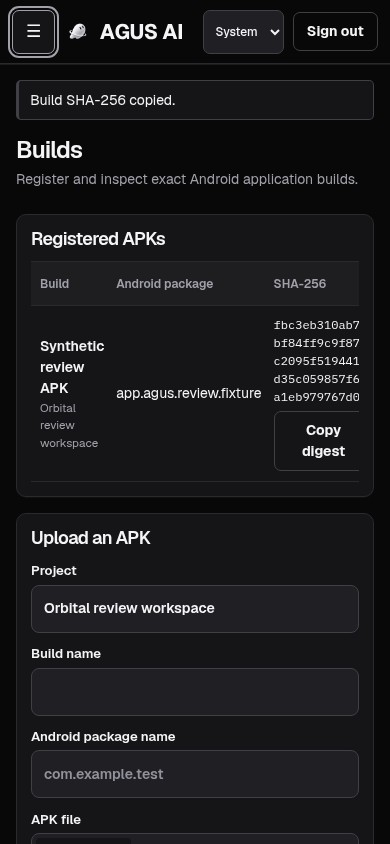 ☰ AGUS AI System Sign out
Build SHA-256 copied.
Builds
Register and inspect exact Android application builds.
Registered APKs
Build Android package SHA-256
Synthetic review APK
Orbital review workspace
app.agus.review.fixture
fbc3eb310ab7
bf84ff9c9f87
c2095f519441
d35c059857f6
a1eb979767d0
Copy digest
Upload an APK
Project
Orbital review workspace
Build name
Android package name
com.example.test
APK file